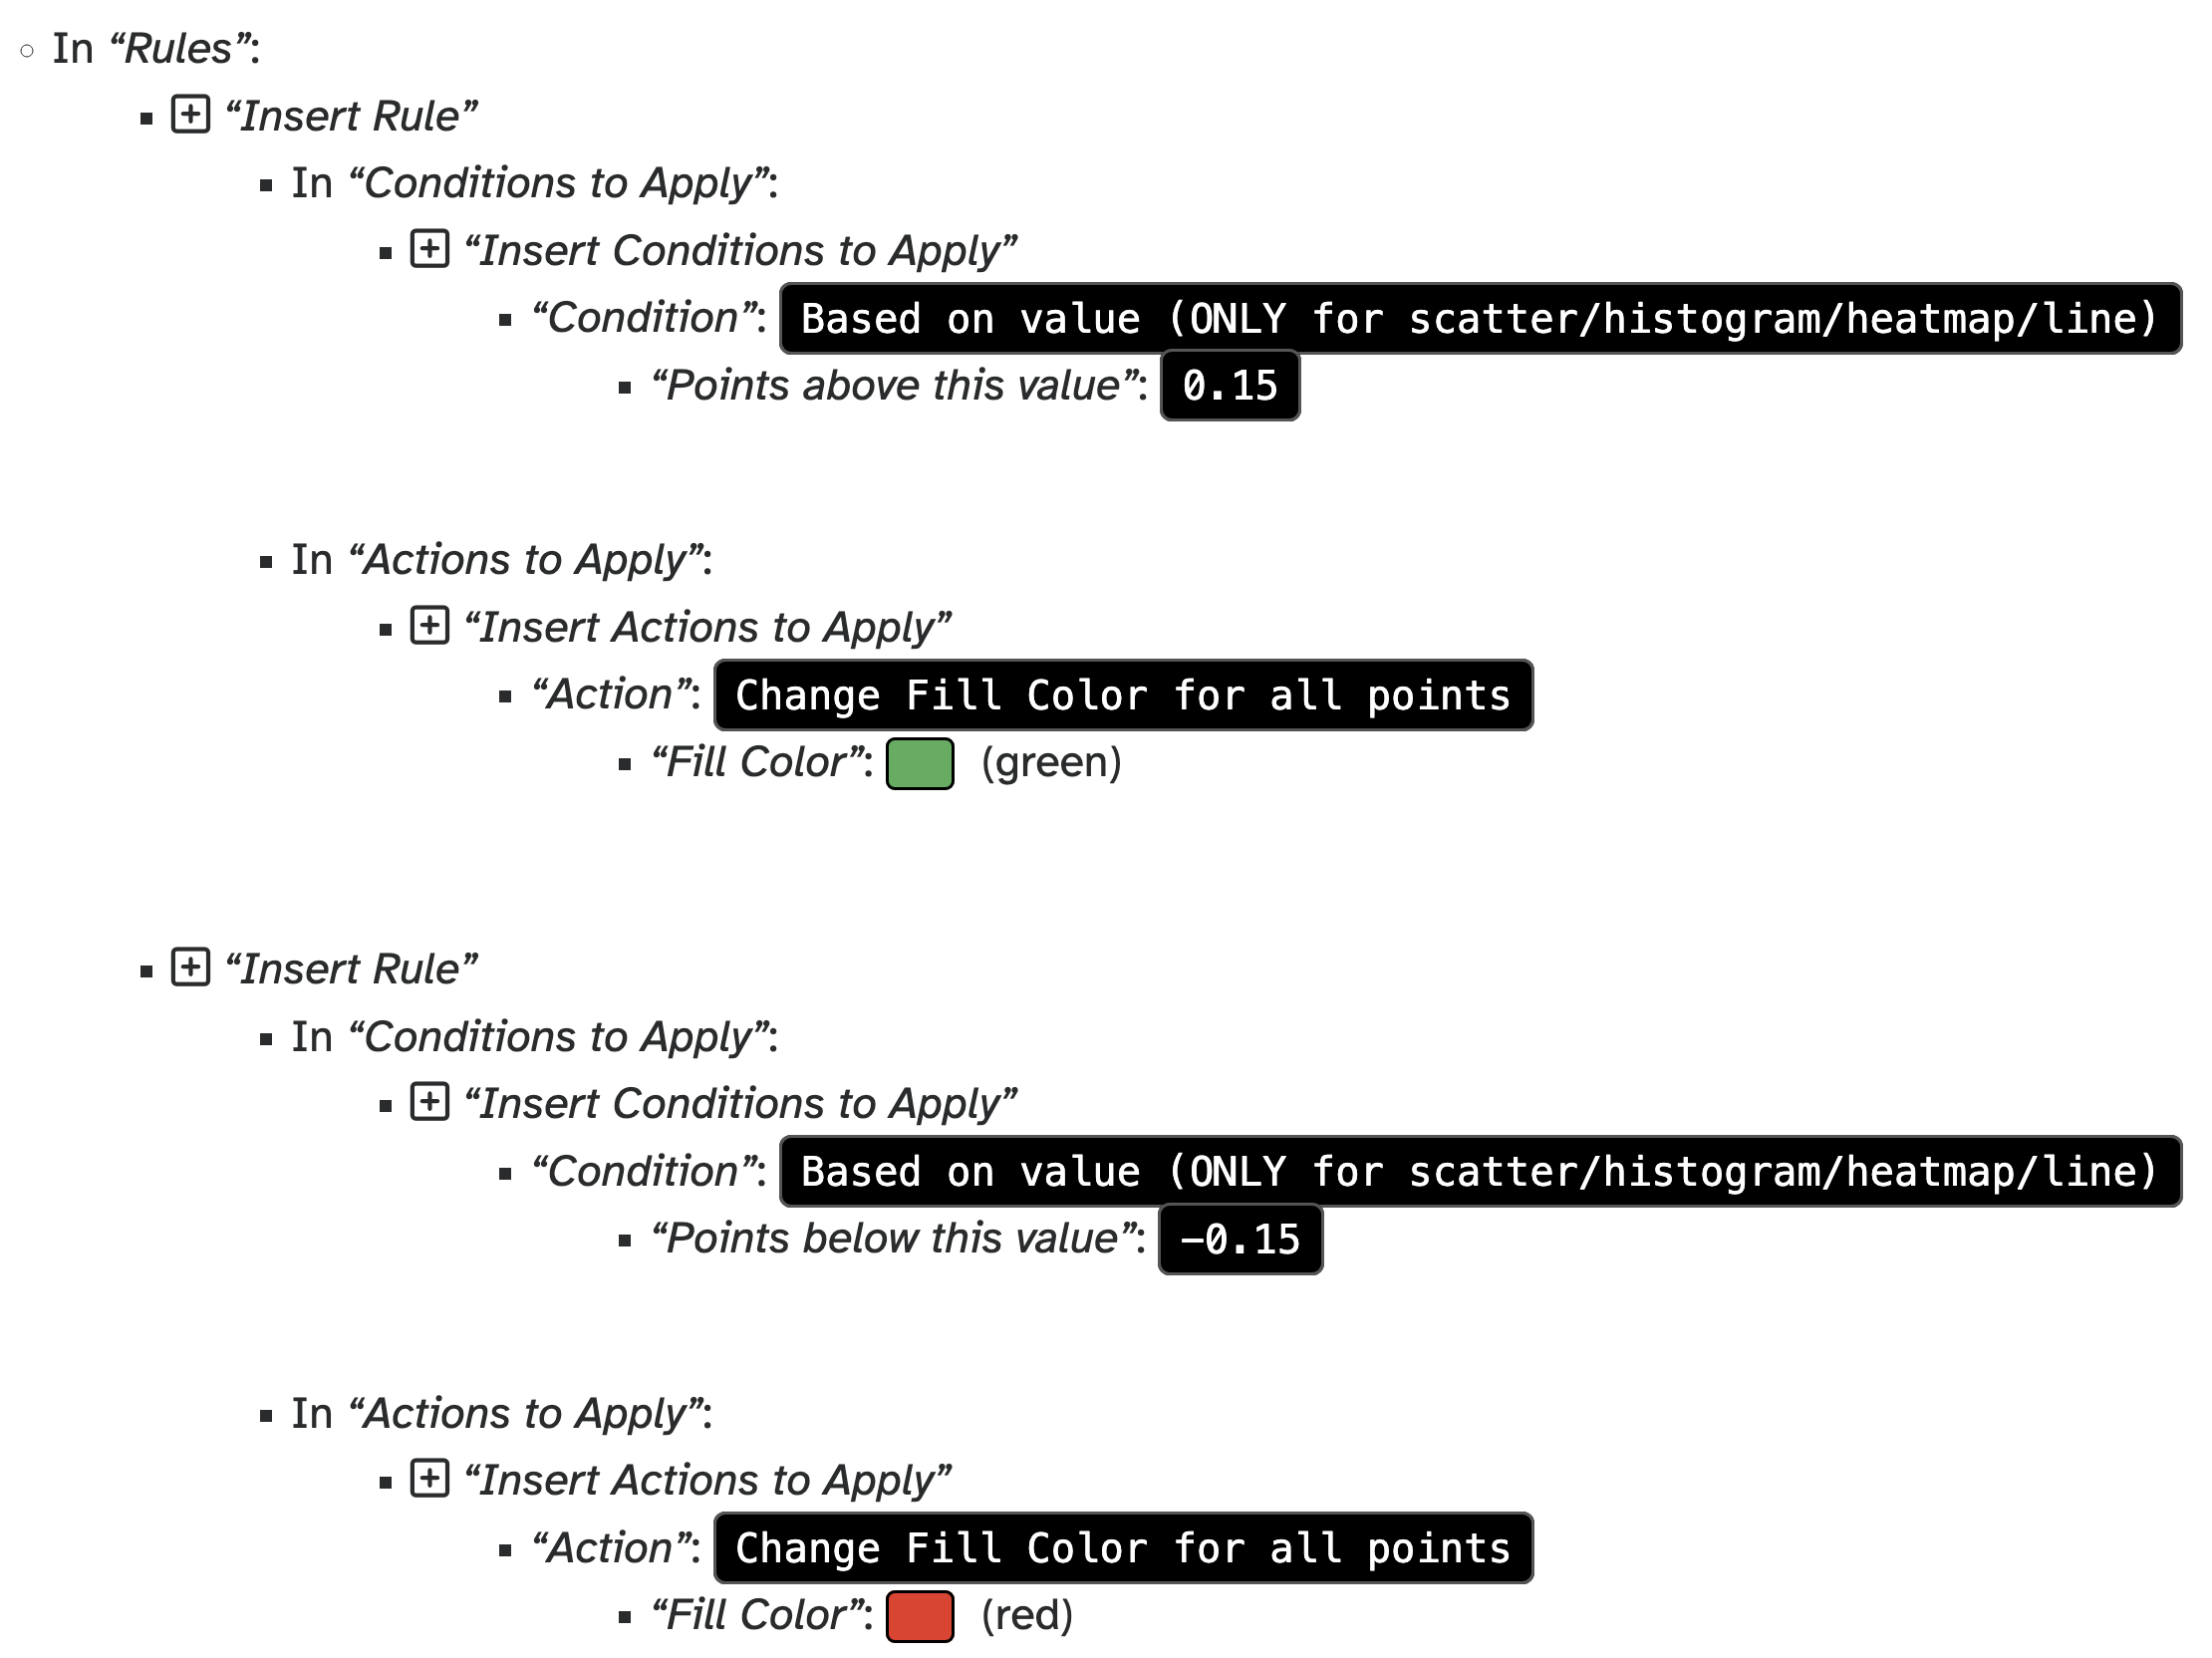 In “Rules”:
“Insert Rule”
In “Conditions to Apply”:
“Insert Conditions to Apply”
“Condition”: Based on value (ONLY for scatter/histogram/heatmap/line)
“Points above this value”: 0.15
In “Actions to Apply”:
“Insert Actions to Apply”
“Action”: Change Fill Color for all points
“Fill Color”: (green)
“Insert Rule”
In “Conditions to Apply”:
“Insert Conditions to Apply”
“Condition”: Based on value (ONLY for scatter/histogram/heatmap/line)
“Points below this value”: −0.15
In “Actions to Apply”:
“Insert Actions to Apply”
“Action”: Change Fill Color for all points
“Fill Color”: (red)